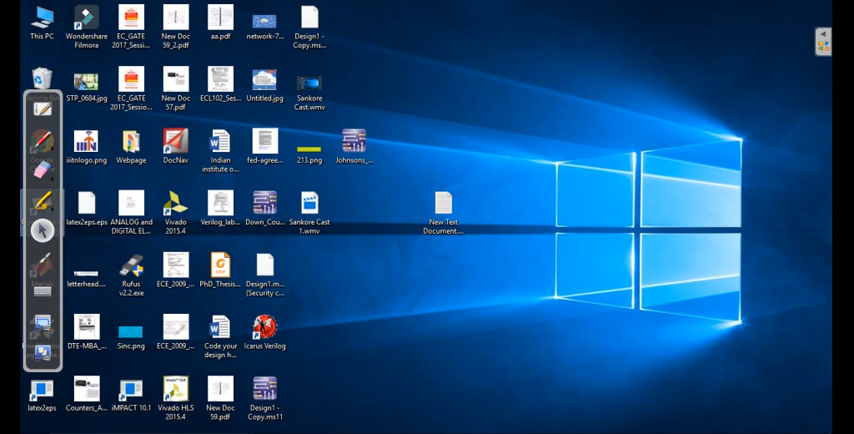 This PC
Wondershare
Filmora
EC_GATE
2017_Sessi...
New Doc
59_2.pdf
aa.pdf
network-7...
Design1 -
Copy.ms...
STP_0684.jpg
EC_GATE
2017_Sessio...
New Doc
57.pdf
ECL102_Ses...
Untitled.jpg
Sankore
Cast.wmv
iiitnlogo.png
Webpage
DocNav
Indian
institute o...
fed-agree...
213.png
Johnsons_...
latex2eps.eps
ANALOG and
DIGITAL EL...
Vivado
2015.4
Verilog_lab...
Down_Cou...
Sankore Cast
1.wmv
New Text
Document....
Matlab
letterhead....
Rufus
v2.2.exe
ECE_2009_...
PhD_Thesis...
Design1.m...
(Security c...
DTE-MBA_...
Sinc.png
ECE_2009_...
Code your
design h...
Icarus Verilog
latex2eps
Counters_A...
iMPACT 10.1
Vivado HLS
2015.4
New Doc
59.pdf
Design1 -
Copy.ms11